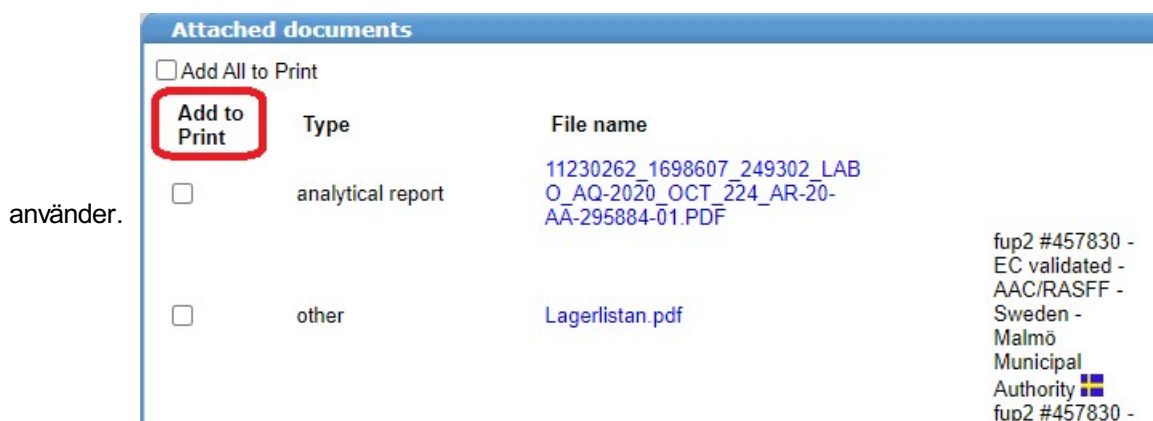 Attached documents
Add All to Print
Add to
Print
Type
File name
11230262_1698607_249302_LAB
O_AQ-2020_OCT_224_AR-20-
AA-295884-01.PDF
analytical report
använder.
fup2 #457830 -
EC validated -
AAC/RASFF -
Sweden -
Malmö
Municipal
Authority
other
Lagerlistan.pdf
fup2 #457830 -